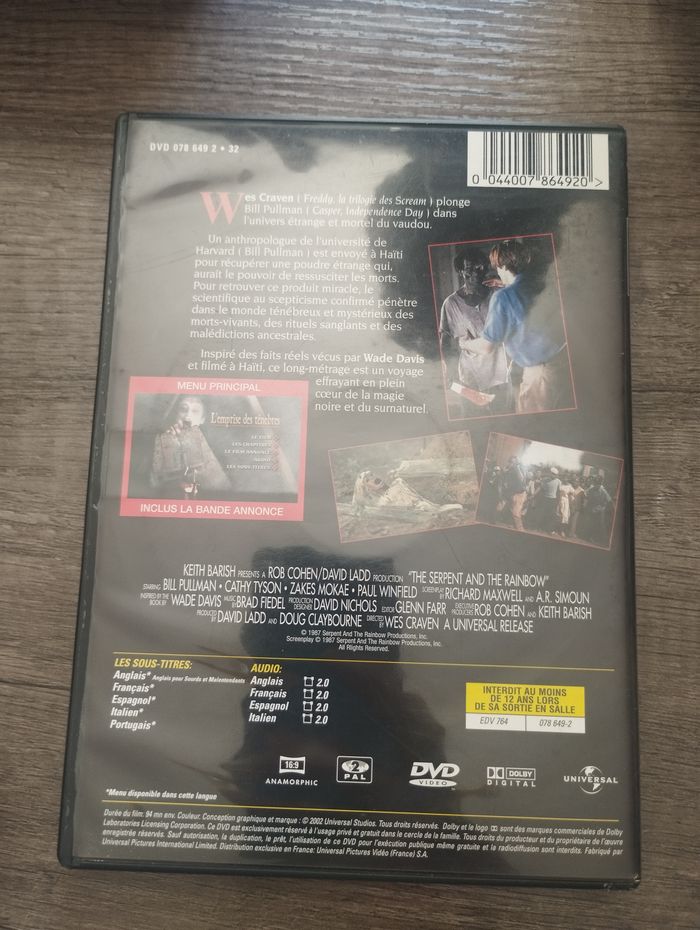 DVD 078 649 2 • 32
0 044007 864920 >
Wes Craven ( Freddy, la trilogie des Scream ) plonge
Bill Pullman ( Casper, Independence Day ) dans
l'univers étrange et mortel du vaudou.
Un anthropologue de l'université de
Harvard ( Bill Pullman ) est envoyé à Haïti
pour récupérer une poudre étrange qui,
aurait le pouvoir de ressusciter les morts.
Pour retrouver ce produit miracle, le
scientifique au scepticisme confirmé pénètre
dans le monde ténébreux et mystérieux des
morts-vivants, des rituels sanglants et des
malédictions ancestrales.
Inspiré des faits réels vécus par Wade Davis
et filmé à Haïti, ce long-métrage est un voyage
effrayant en plein
cœur de la magie
noire et du surnaturel.
MENU PRINCIPAL
L'emprise des ténèbres
LE FILM
LES CHAPITRES
LE FILM ANNONCE
AUDIO
LES SOUS-TITRES
INCLUS LA BANDE ANNONCE
KEITH BARISH PRESENTS A ROB COHEN/DAVID LADD PRODUCTION "THE SERPENT AND THE RAINBOW"
STARRING BILL PULLMAN • CATHY TYSON • ZAKES MOKAE • PAUL WINFIELD SCREENPLAY BY RICHARD MAXWELL AND A.R. SIMOUN
INSPIRED BY THE BOOK BY WADE DAVIS MUSIC BY BRAD FIEDEL PRODUCTION DESIGNER DAVID NICHOLS EDITOR GLENN FARR EXECUTIVE PRODUCERS ROB COHEN AND KEITH BARISH
PRODUCED BY DAVID LADD AND DOUG CLAYBOURNE DIRECTED BY WES CRAVEN A UNIVERSAL RELEASE
© 1987 Serpent And The Rainbow Productions, Inc.
Screenplay © 1987 Serpent And The Rainbow Productions, Inc.
All Rights Reserved.
LES SOUS-TITRES:
Anglais* Anglais pour Sourds et Malentendants
Français*
Espagnol*
Italien*
Portugais*
AUDIO:
Anglais 2.0
Français 2.0
Espagnol 2.0
Italien 2.0
INTERDIT AU MOINS
DE 12 ANS LORS
DE SA SORTIE EN SALLE
EDV 764 078 649-2
16:9
ANAMORPHIC
2
PAL
DVD
VIDEO
DOLBY
DIGITAL
UNIVERSAL
*Menu disponible dans cette langue
Durée du film: 94 mn env. Couleur. Conception graphique et marque : © 2002 Universal Studios. Tous droits réservés. Dolby et le logo sont des marques commerciales de Dolby
Laboratories Licensing Corporation. Ce DVD est exclusivement réservé à l'usage privé et gratuit dans le cercle de la famille. Tous droits du producteur et du propriétaire de l'œuvre
enregistrée réservés. Sauf autorisation, la duplication, le prêt, l'utilisation de ce DVD pour l'exécution publique même gratuite et la radiodiffusion sont interdits. Fabriqué par
Universal Pictures International Limited. Distribution exclusive en France: Universal Pictures Vidéo (France) S.A.